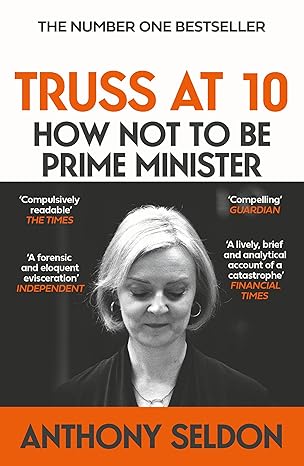 THE NUMBER ONE BESTSELLER
TRUSS AT 10
HOW NOT TO BE
PRIME MINISTER
‘Compulsively
readable’
THE TIMES
‘A forensic
and eloquent
evisceration’
INDEPENDENT
‘Compelling’
GUARDIAN
‘A lively, brief
and analytical
account of a
catastrophe’
FINANCIAL
TIMES
ANTHONY SELDON